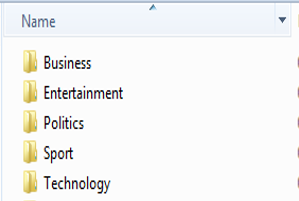 Name
Business
Entertainment
Politics
Sport
Technology